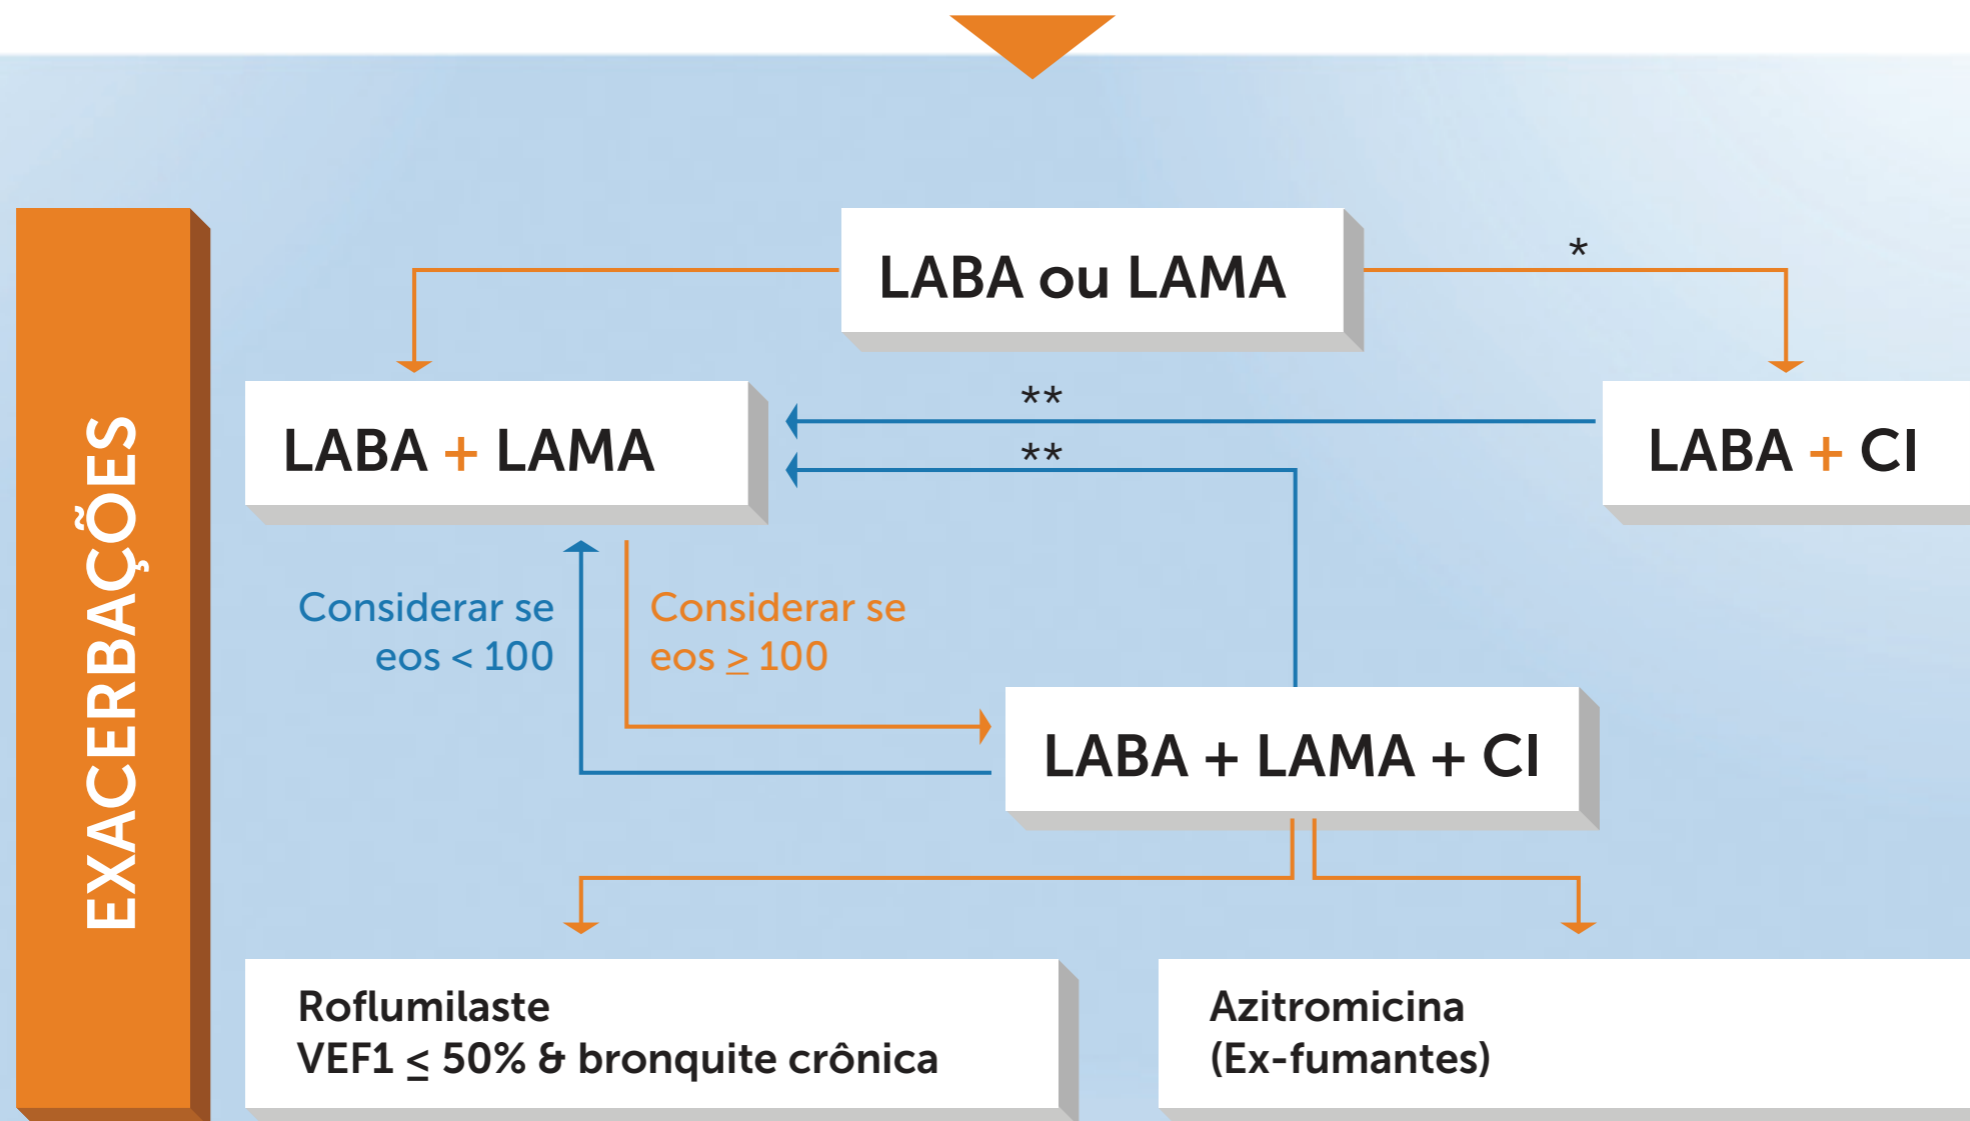 EXACERBAÇÕES
LABA ou LAMA
*
LABA + LAMA
**
**
LABA + CI
Considerar se
eos < 100
Considerar se
eos ≥ 100
LABA + LAMA + CI
Roflumilaste
VEF1 ≤ 50% & bronquite crônica
Azitromicina
(Ex-fumantes)